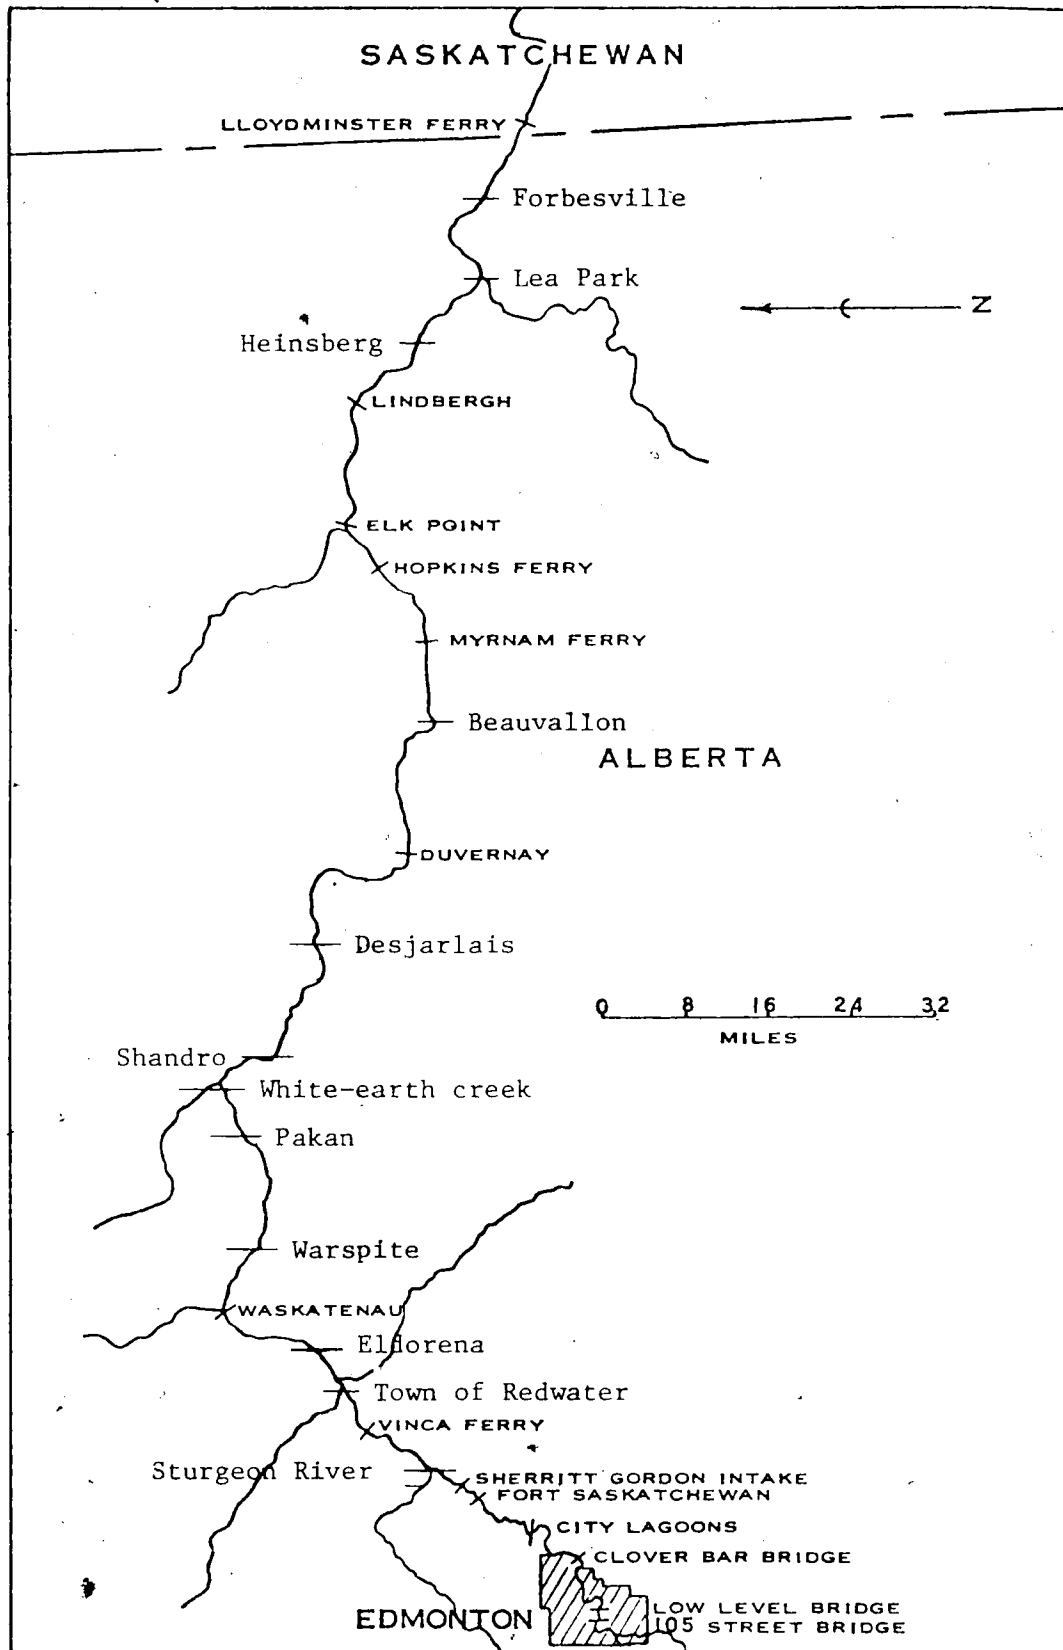 SASKATCHEWAN
LLOYDMINSTER FERRY
Forbesville
Lea Park
N
Heinsberg
LINDBERGH
ELK POINT
HOPKINS FERRY
MYRNAM FERRY
Beauvallon
ALBERTA
DUVERNAY
Desjarlais
0 8 16 24 32
MILES
Shandro
White-earth creek
Pakan
Warspite
WASKATENAU
Eldorena
Town of Redwater
VINCA FERRY
Sturgeon River
SHERRITT GORDON INTAKE
FORT SASKATCHEWAN
CITY LAGOONS
CLOVER BAR BRIDGE
EDMONTON
LOW LEVEL BRIDGE
105 STREET BRIDGE